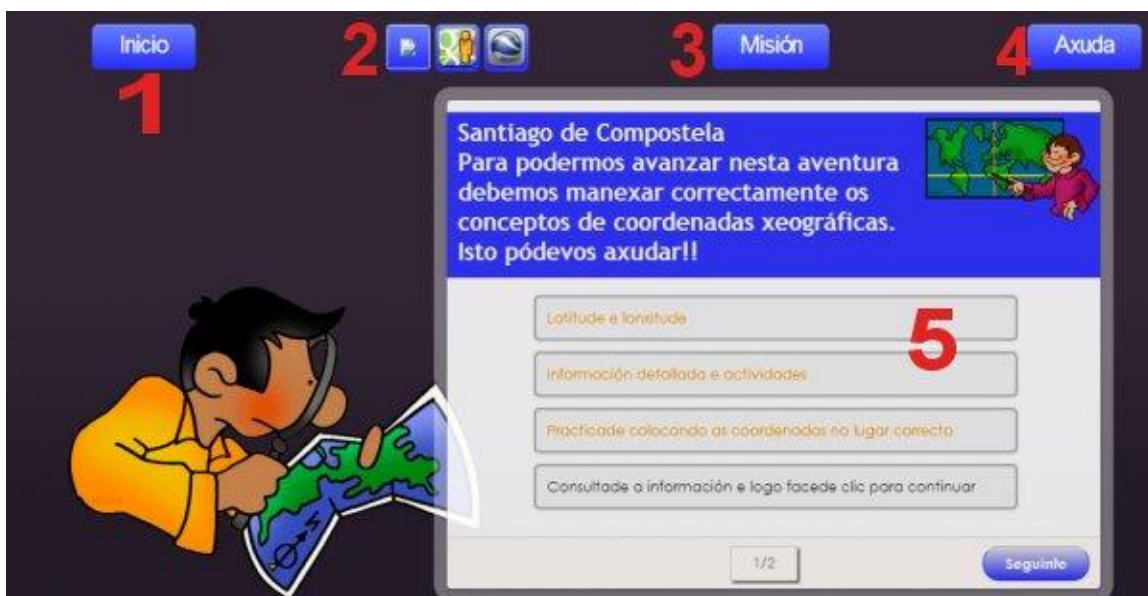 Inicio
2
3
Misión
4
Axuda
1
Santiago de Compostela
Para podermos avanzar nesta aventura
debemos manexar correctamente os
conceptos de coordenadas xeográficas.
Isto pódevos axudar!!
Latitude e lonxitude
5
Información detallada e actividades
Practicade colocando as coordenadas no lugar correcto
Consultade a información e logo facede clic para continuar
1/2
Seguinte